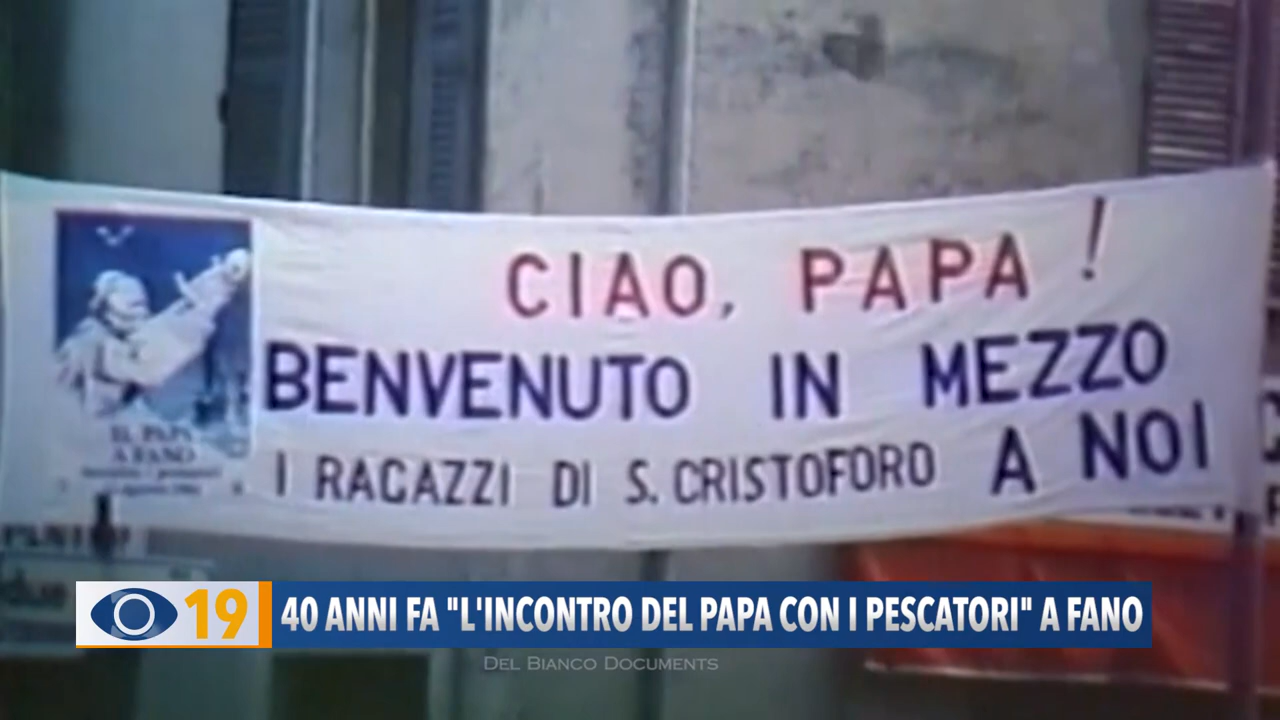 CIAO, PAPA!
BENVENUTO IN MEZZO
A NOI
I RAGAZZI DI S. CRISTOFORO
IL PAPA
A FANO
19
40 ANNI FA "L'INCONTRO DEL PAPA CON I PESCATORI" A FANO
DEL BIANCO DOCUMENTS